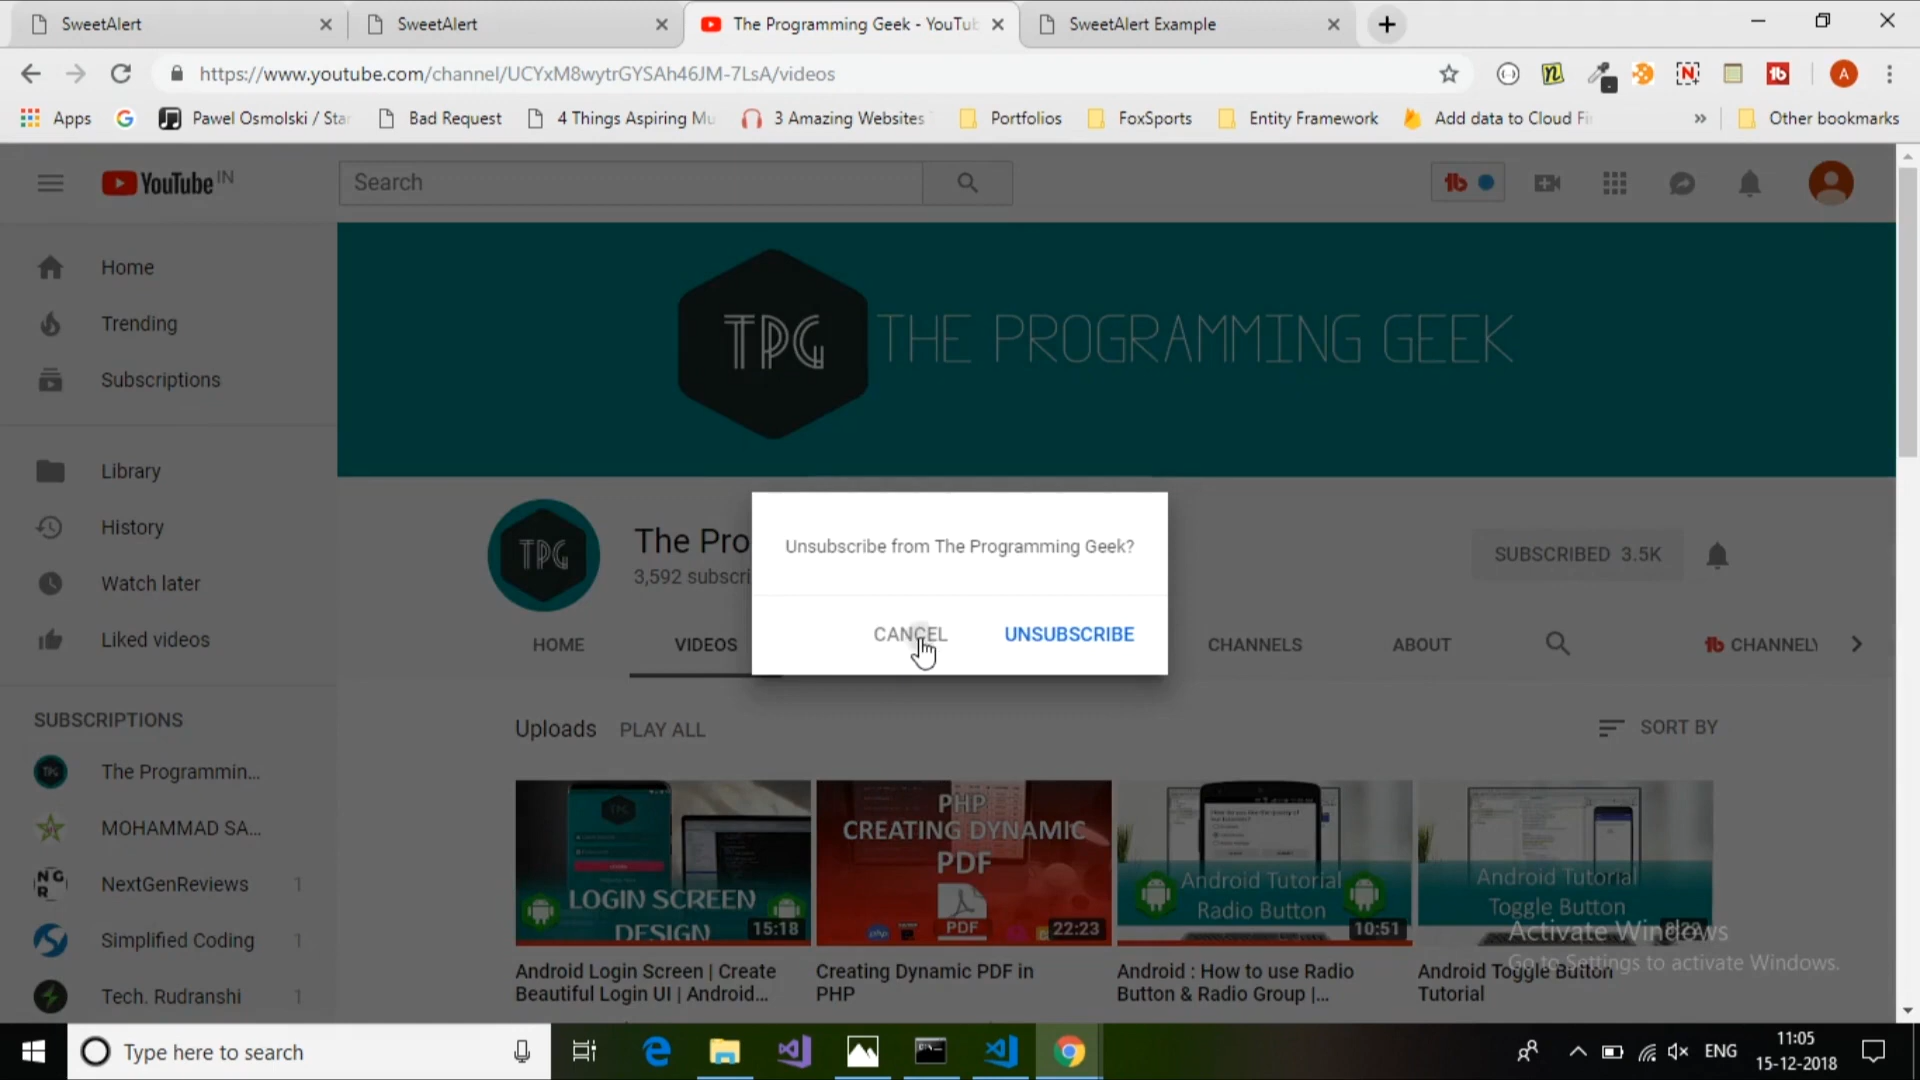 SweetAlert
SweetAlert
The Programming Geek - YouTu
SweetAlert Example
https://www.youtube.com/channel/UCYxM8wytrGYSAh46JM-7LsA/videos
Apps
Pawel Osmolski / Sta
Bad Request
4 Things Aspiring Mu
3 Amazing Websites
Portfolios
FoxSports
Entity Framework
Add data to Cloud Fi
Other bookmarks
YouTube IN
Search
Home
Trending
Subscriptions
Library
History
Watch later
Liked videos
SUBSCRIPTIONS
The Programmin...
MOHAMMAD SA...
NextGenReviews 1
Simplified Coding 1
Tech. Rudranshi 1
TPG THE PROGRAMMING GEEK
TPG
The Pro
3,592 subscri
SUBSCRIBED 3.5K
Unsubscribe from The Programming Geek?
CANCEL UNSUBSCRIBE
HOME VIDEOS CHANNELS ABOUT CHANNELY
Uploads PLAY ALL SORT BY
LOGIN SCREEN
DESIGN
15:18
PHP
CREATING DYNAMIC
PDF
PDF
22:23
Android Tutorial
Radio Button
10:51
Android Tutorial
Toggle Button
Android Login Screen | Create
Beautiful Login UI | Android...
Creating Dynamic PDF in
PHP
Android : How to use Radio
Button & Radio Group |...
Android Toggle Button
Tutorial
Activate Windows
Go to Settings to activate Windows.
Type here to search
ENG
11:05
15-12-2018